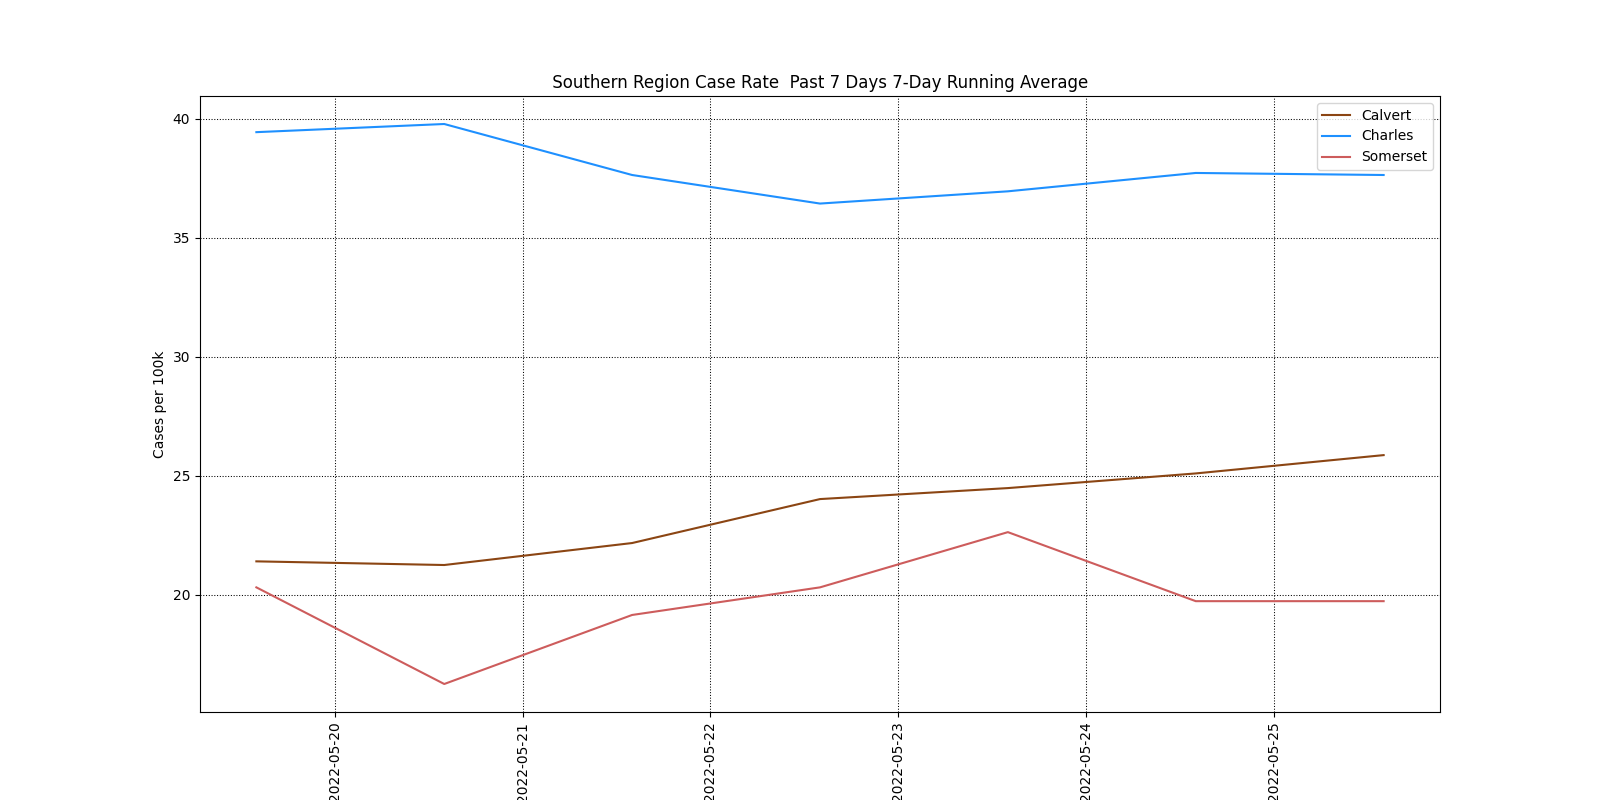 Southern Region Case Rate  Past 7 Days 7-Day Running Average
Calvert
Charles
Somerset
Cases per 100k
40
35
30
25
20
2022-05-20
2022-05-21
2022-05-22
2022-05-23
2022-05-24
2022-05-25